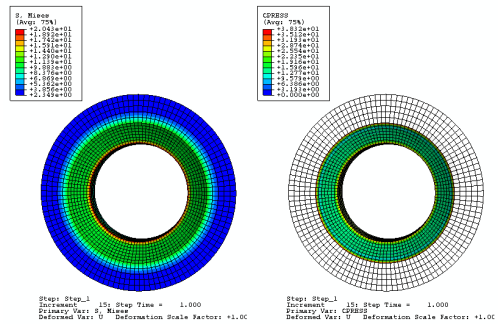 S, Mises
(Avg: 75%)
+2.043e+01
+1.892e+01
+1.742e+01
+1.591e+01
+1.440e+01
+1.290e+01
+1.139e+01
+9.883e+00
+8.376e+00
+6.869e+00
+5.362e+00
+3.856e+00
+2.349e+00
Step: Step_1
Increment 15: Step Time = 1.000
Primary Var: S, Mises
Deformed Var: U Deformation Scale Factor: +1.00
CPRESS
(Avg: 75%)
+3.832e+01
+3.512e+01
+3.193e+01
+2.874e+01
+2.554e+01
+2.235e+01
+1.916e+01
+1.596e+01
+1.277e+01
+9.579e+00
+6.386e+00
+3.193e+00
+0.000e+00
Step: Step_1
Increment 15: Step Time = 1.000
Primary Var: CPRESS
Deformed Var: U Deformation Scale Factor: +1.00